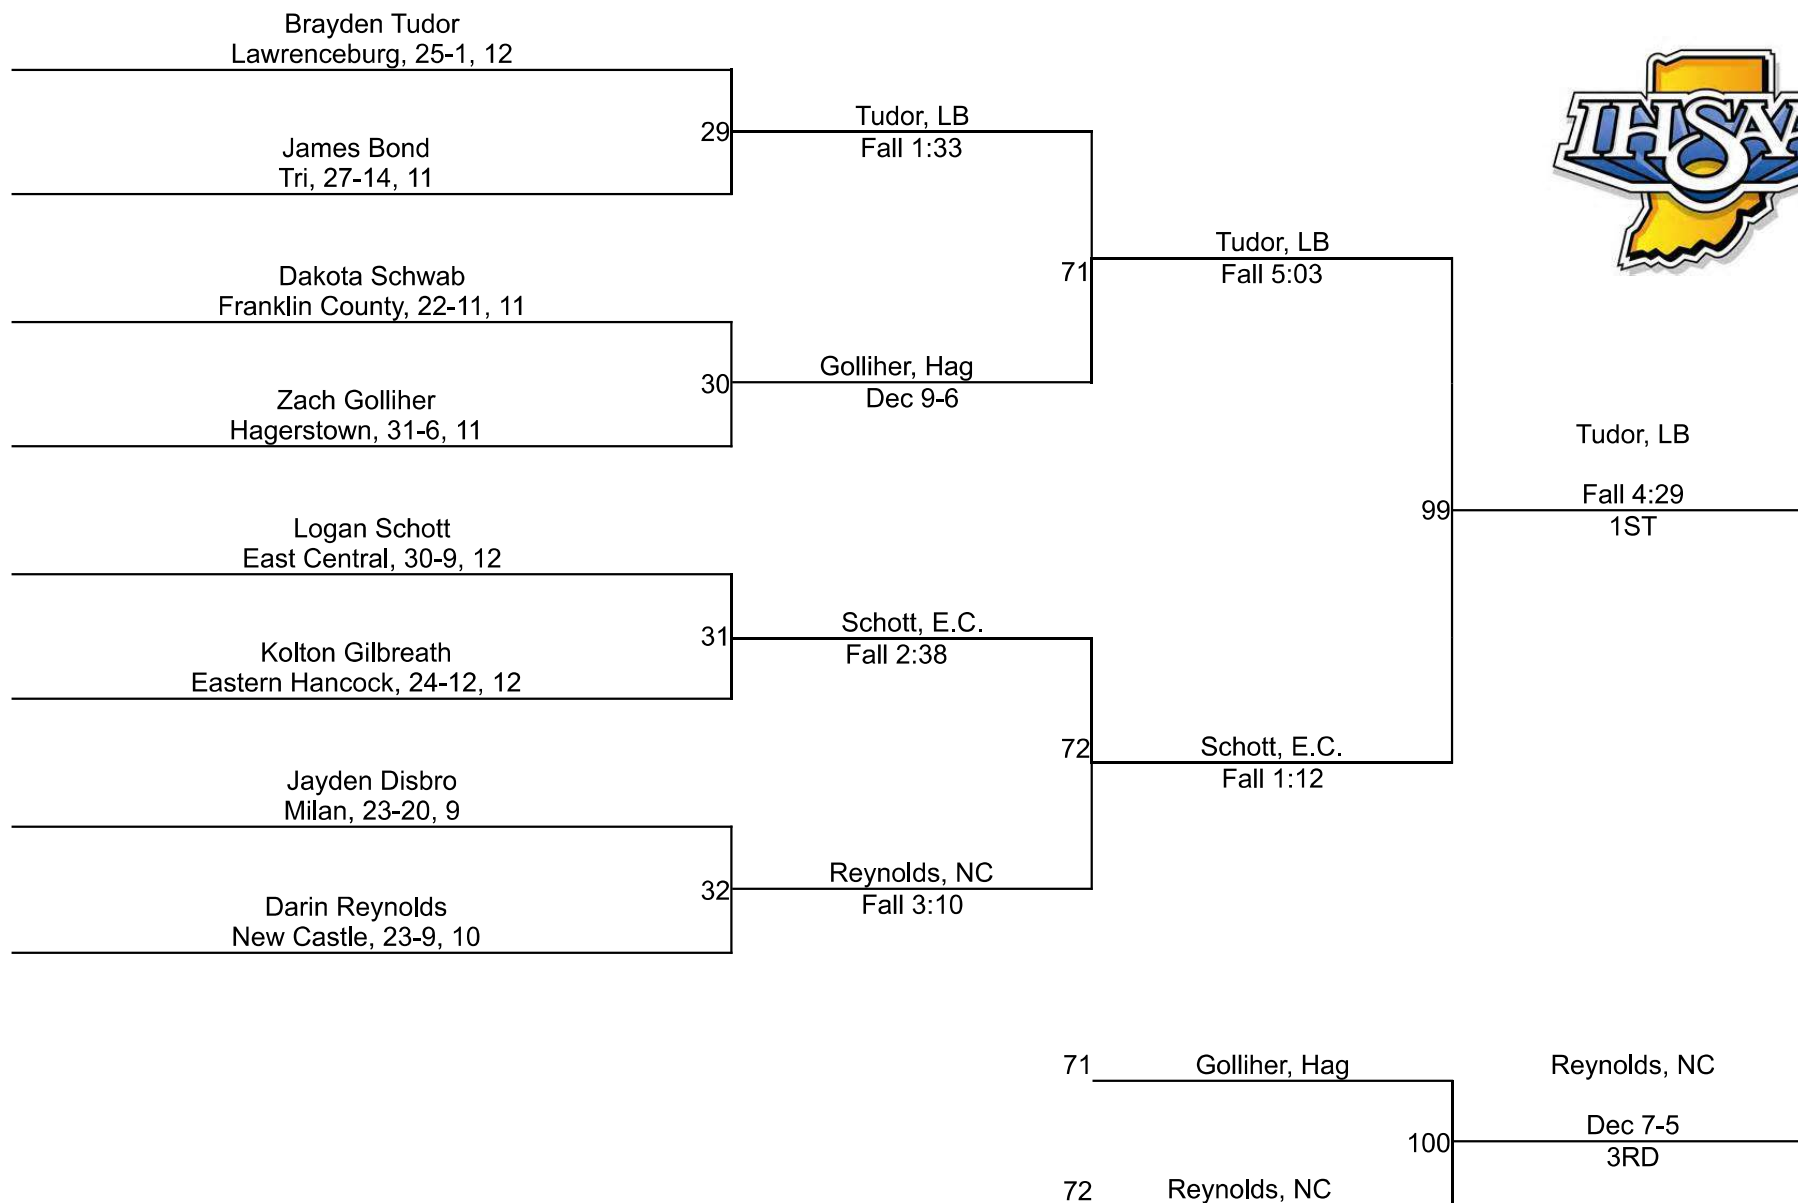 Brayden Tudor
Lawrenceburg, 25-1, 12
James Bond
Tri, 27-14, 11
29
Tudor, LB
Fall 1:33
Dakota Schwab
Franklin County, 22-11, 11
Zach Golliher
Hagerstown, 31-6, 11
30
Golliher, Hag
Dec 9-6
71
Tudor, LB
Fall 5:03
Logan Schott
East Central, 30-9, 12
Kolton Gilbreath
Eastern Hancock, 24-12, 12
31
Schott, E.C.
Fall 2:38
Jayden Disbro
Milan, 23-20, 9
Darin Reynolds
New Castle, 23-9, 10
32
Reynolds, NC
Fall 3:10
72
Schott, E.C.
Fall 1:12
99
Tudor, LB
Fall 4:29
1ST
IHSAA
71
Golliher, Hag
72
Reynolds, NC
100
Reynolds, NC
Dec 7-5
3RD